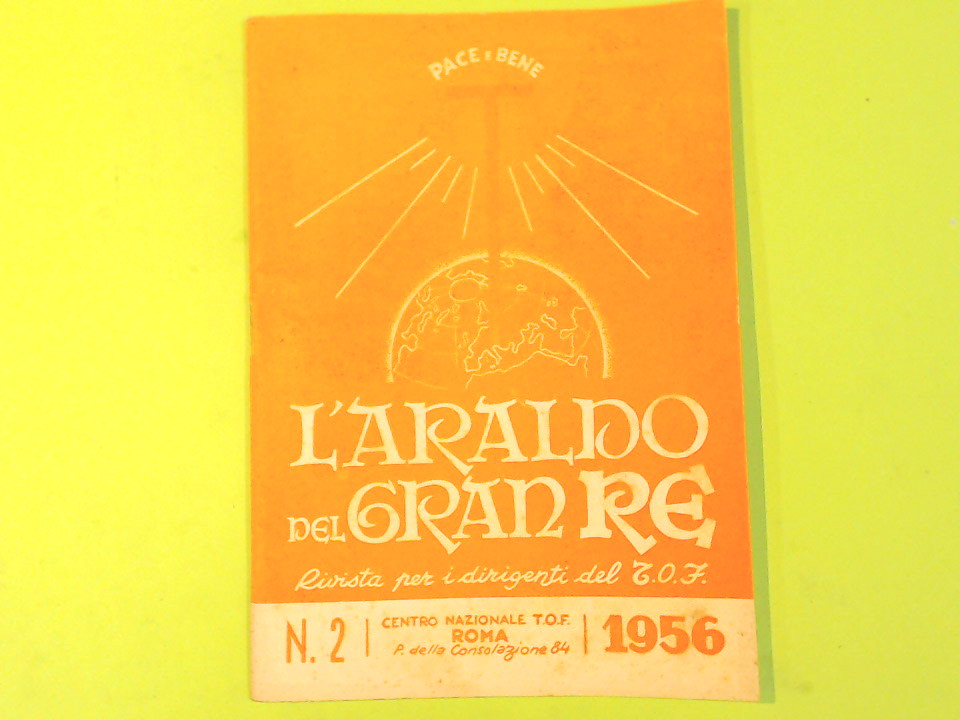 PACE E BENE
L'ARALDO
DEL GRAN RE
Rivista per i dirigenti del T.O.F.
N. 2
CENTRO NAZIONALE T.O.F.
ROMA
P. della Consolazione 84
1956